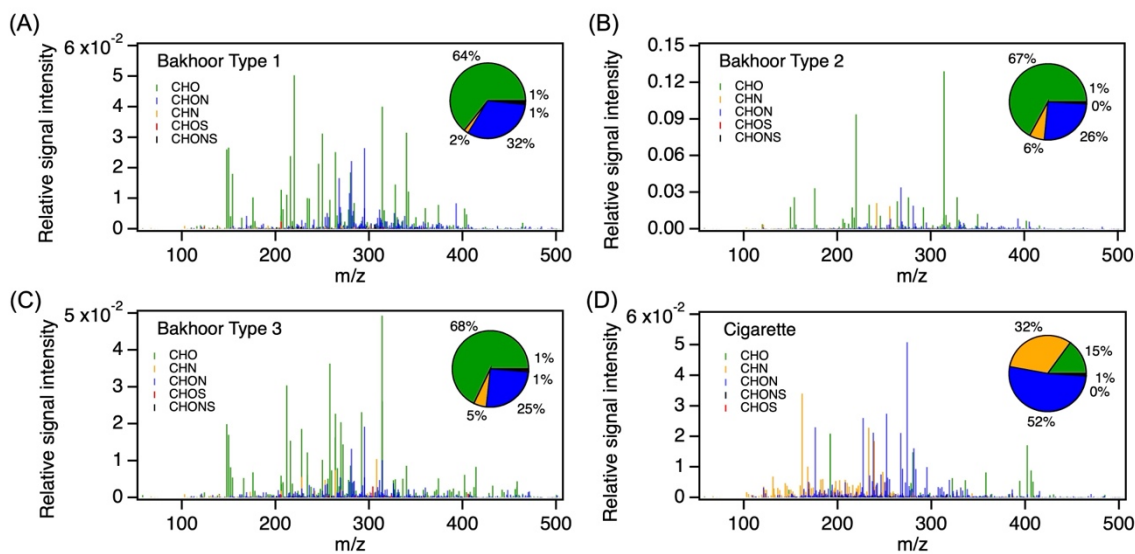 (A)
Relative signal intensity
6 x10⁻²
5
4
3
2
1
0
Bakhoor Type 1
CHO
CHON
CHN
CHOS
CHONS
64%
1%
1%
32%
2%
100
200
300
400
500
m/z
(B)
Relative signal intensity
0.15
0.12
0.09
0.06
0.03
0.00
Bakhoor Type 2
CHO
CHN
CHON
CHOS
CHONS
67%
1%
0%
26%
6%
100
200
300
400
500
m/z
(C)
Relative signal intensity
5 x10⁻²
4
3
2
1
0
Bakhoor Type 3
CHO
CHN
CHON
CHOS
CHONS
68%
1%
1%
25%
5%
100
200
300
400
500
m/z
(D)
Relative signal intensity
6 x10⁻²
5
4
3
2
1
0
Cigarette
CHO
CHN
CHON
CHONS
CHOS
32%
15%
1%
0%
52%
100
200
300
400
500
m/z